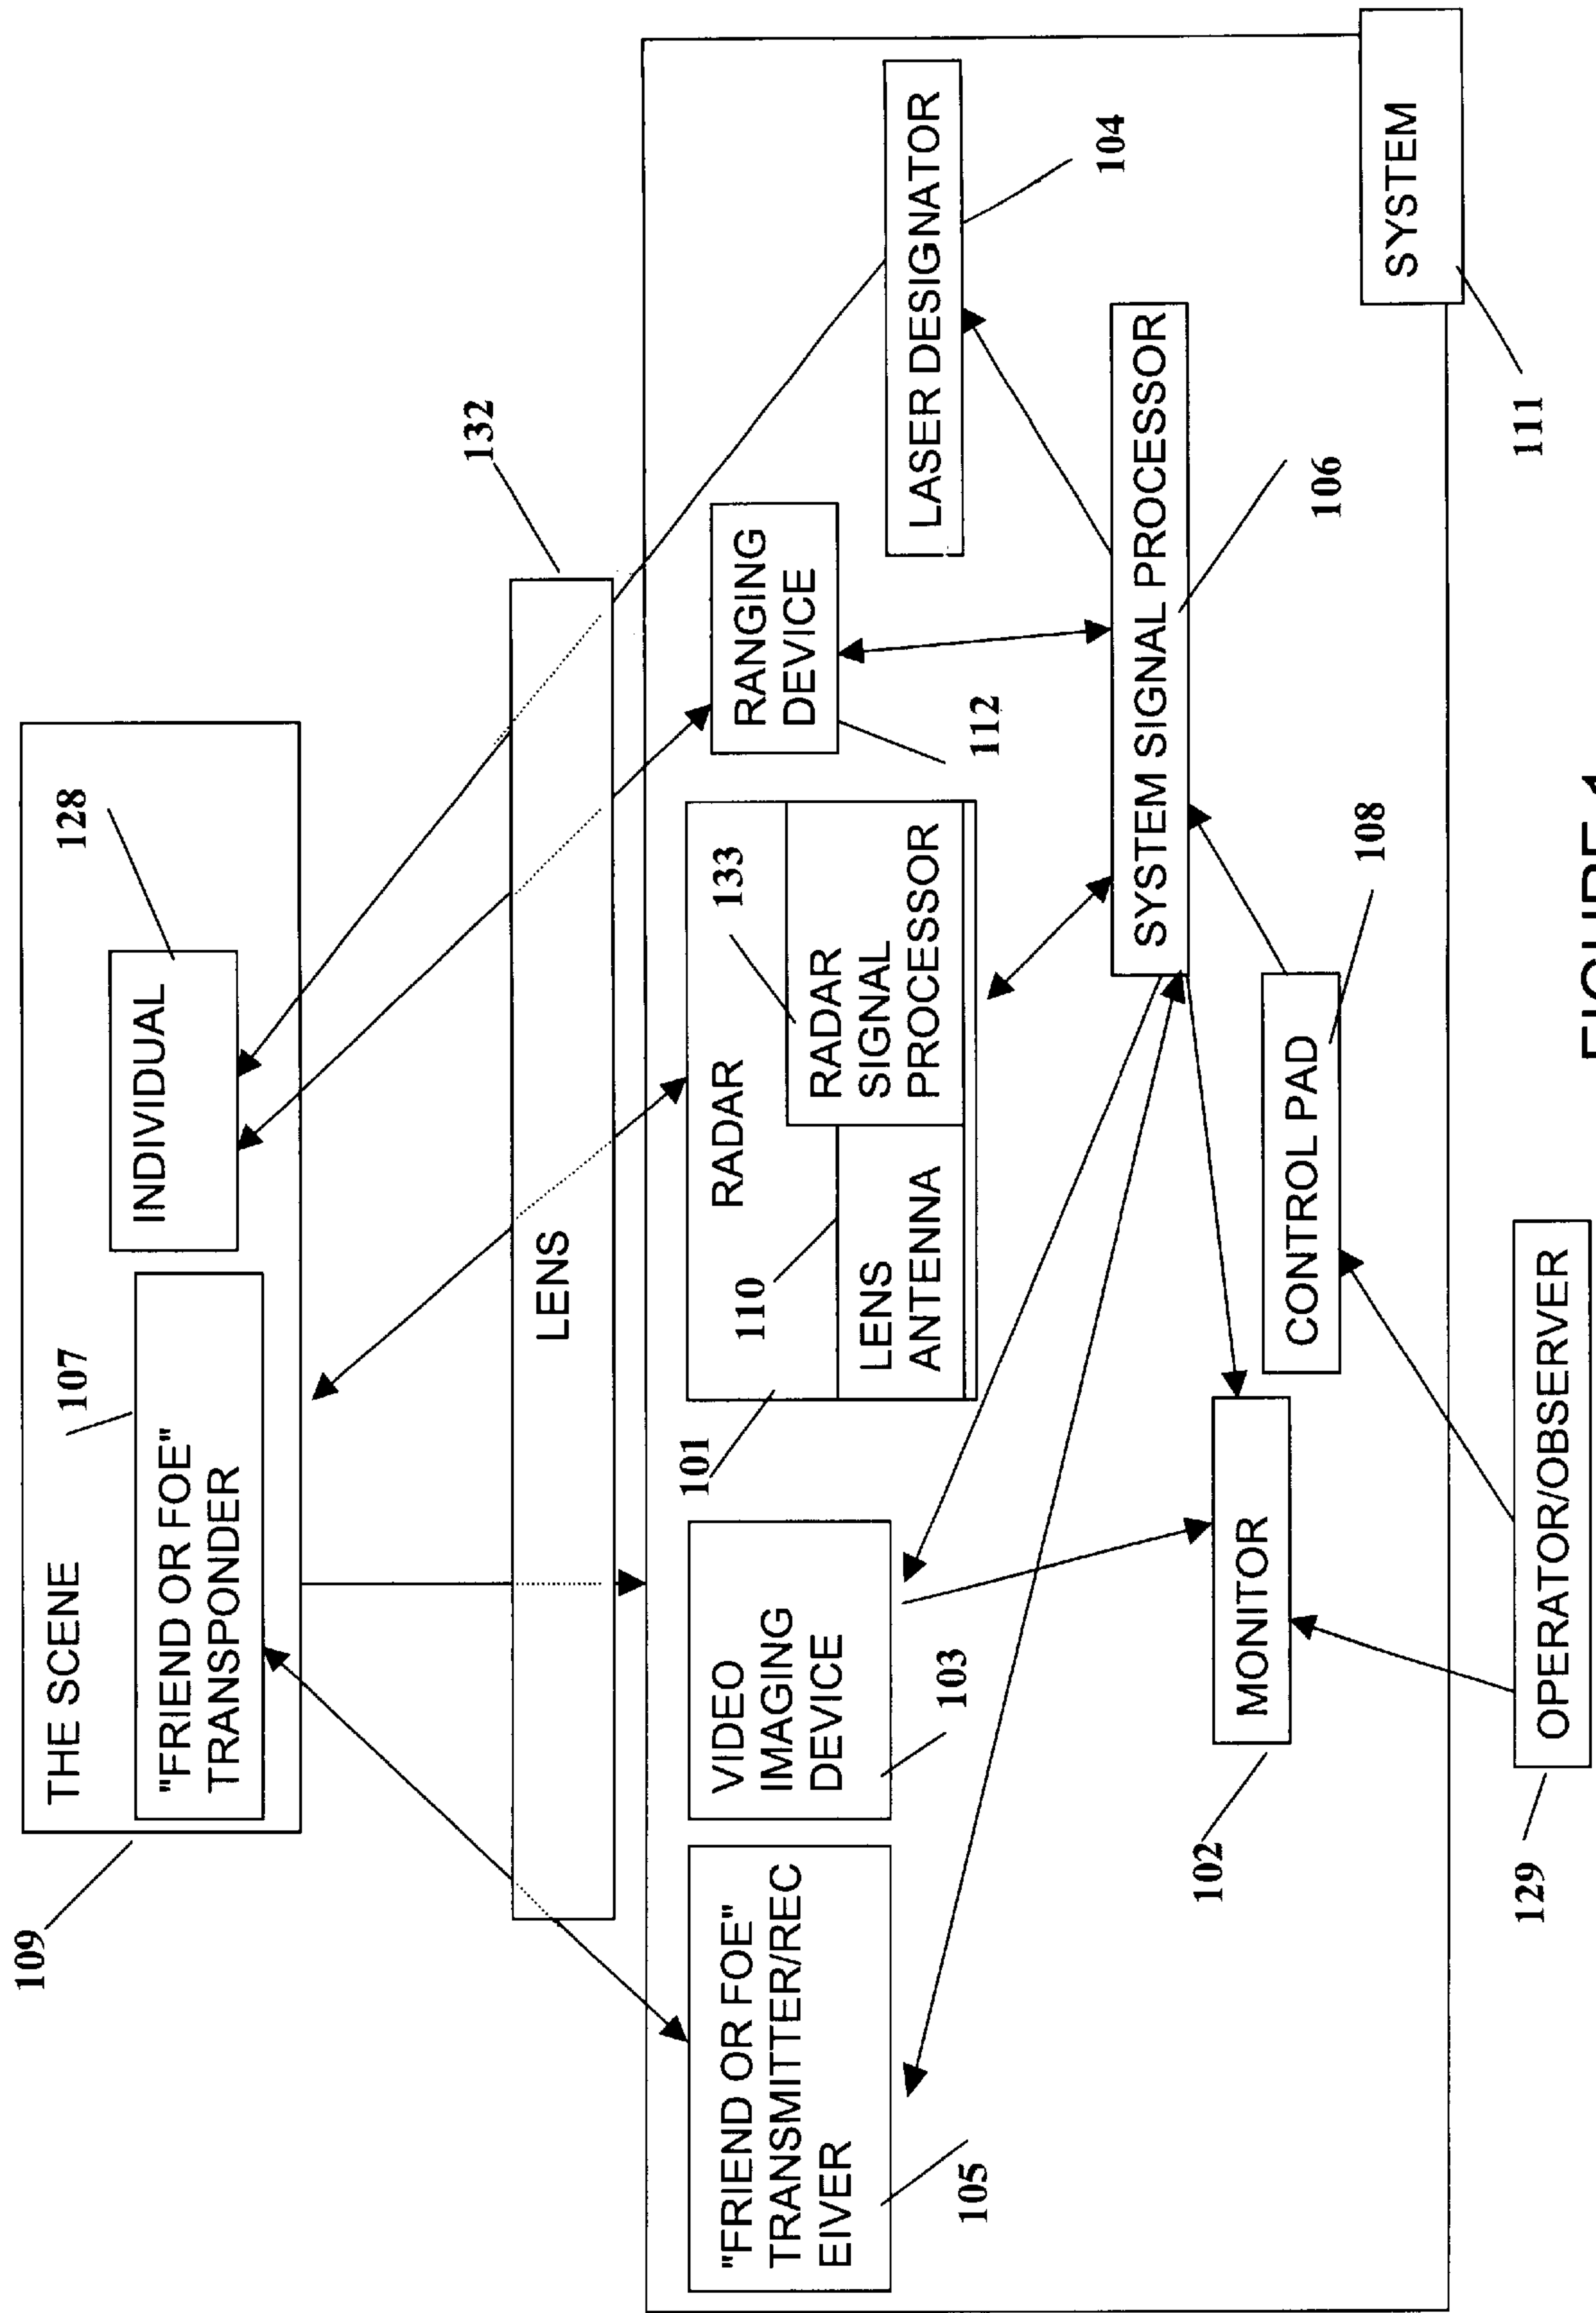 109
THE SCENE
107
"FRIEND OR FOE"
TRANSPONDER
128
INDIVIDUAL
132
LENS
"FRIEND OR FOE"
TRANSMITTER/REC
EIVER
105
VIDEO
IMAGING
DEVICE
103
101
RADAR
110
LENS
ANTENNA
133
RADAR
SIGNAL
PROCESSOR
RANGING
DEVICE
112
LASER DESIGNATOR
104
SYSTEM SIGNAL PROCESSOR
106
MONITOR
102
CONTROL PAD
108
SYSTEM
111
OPERATOR/OBSERVER
129
FIGURE 1